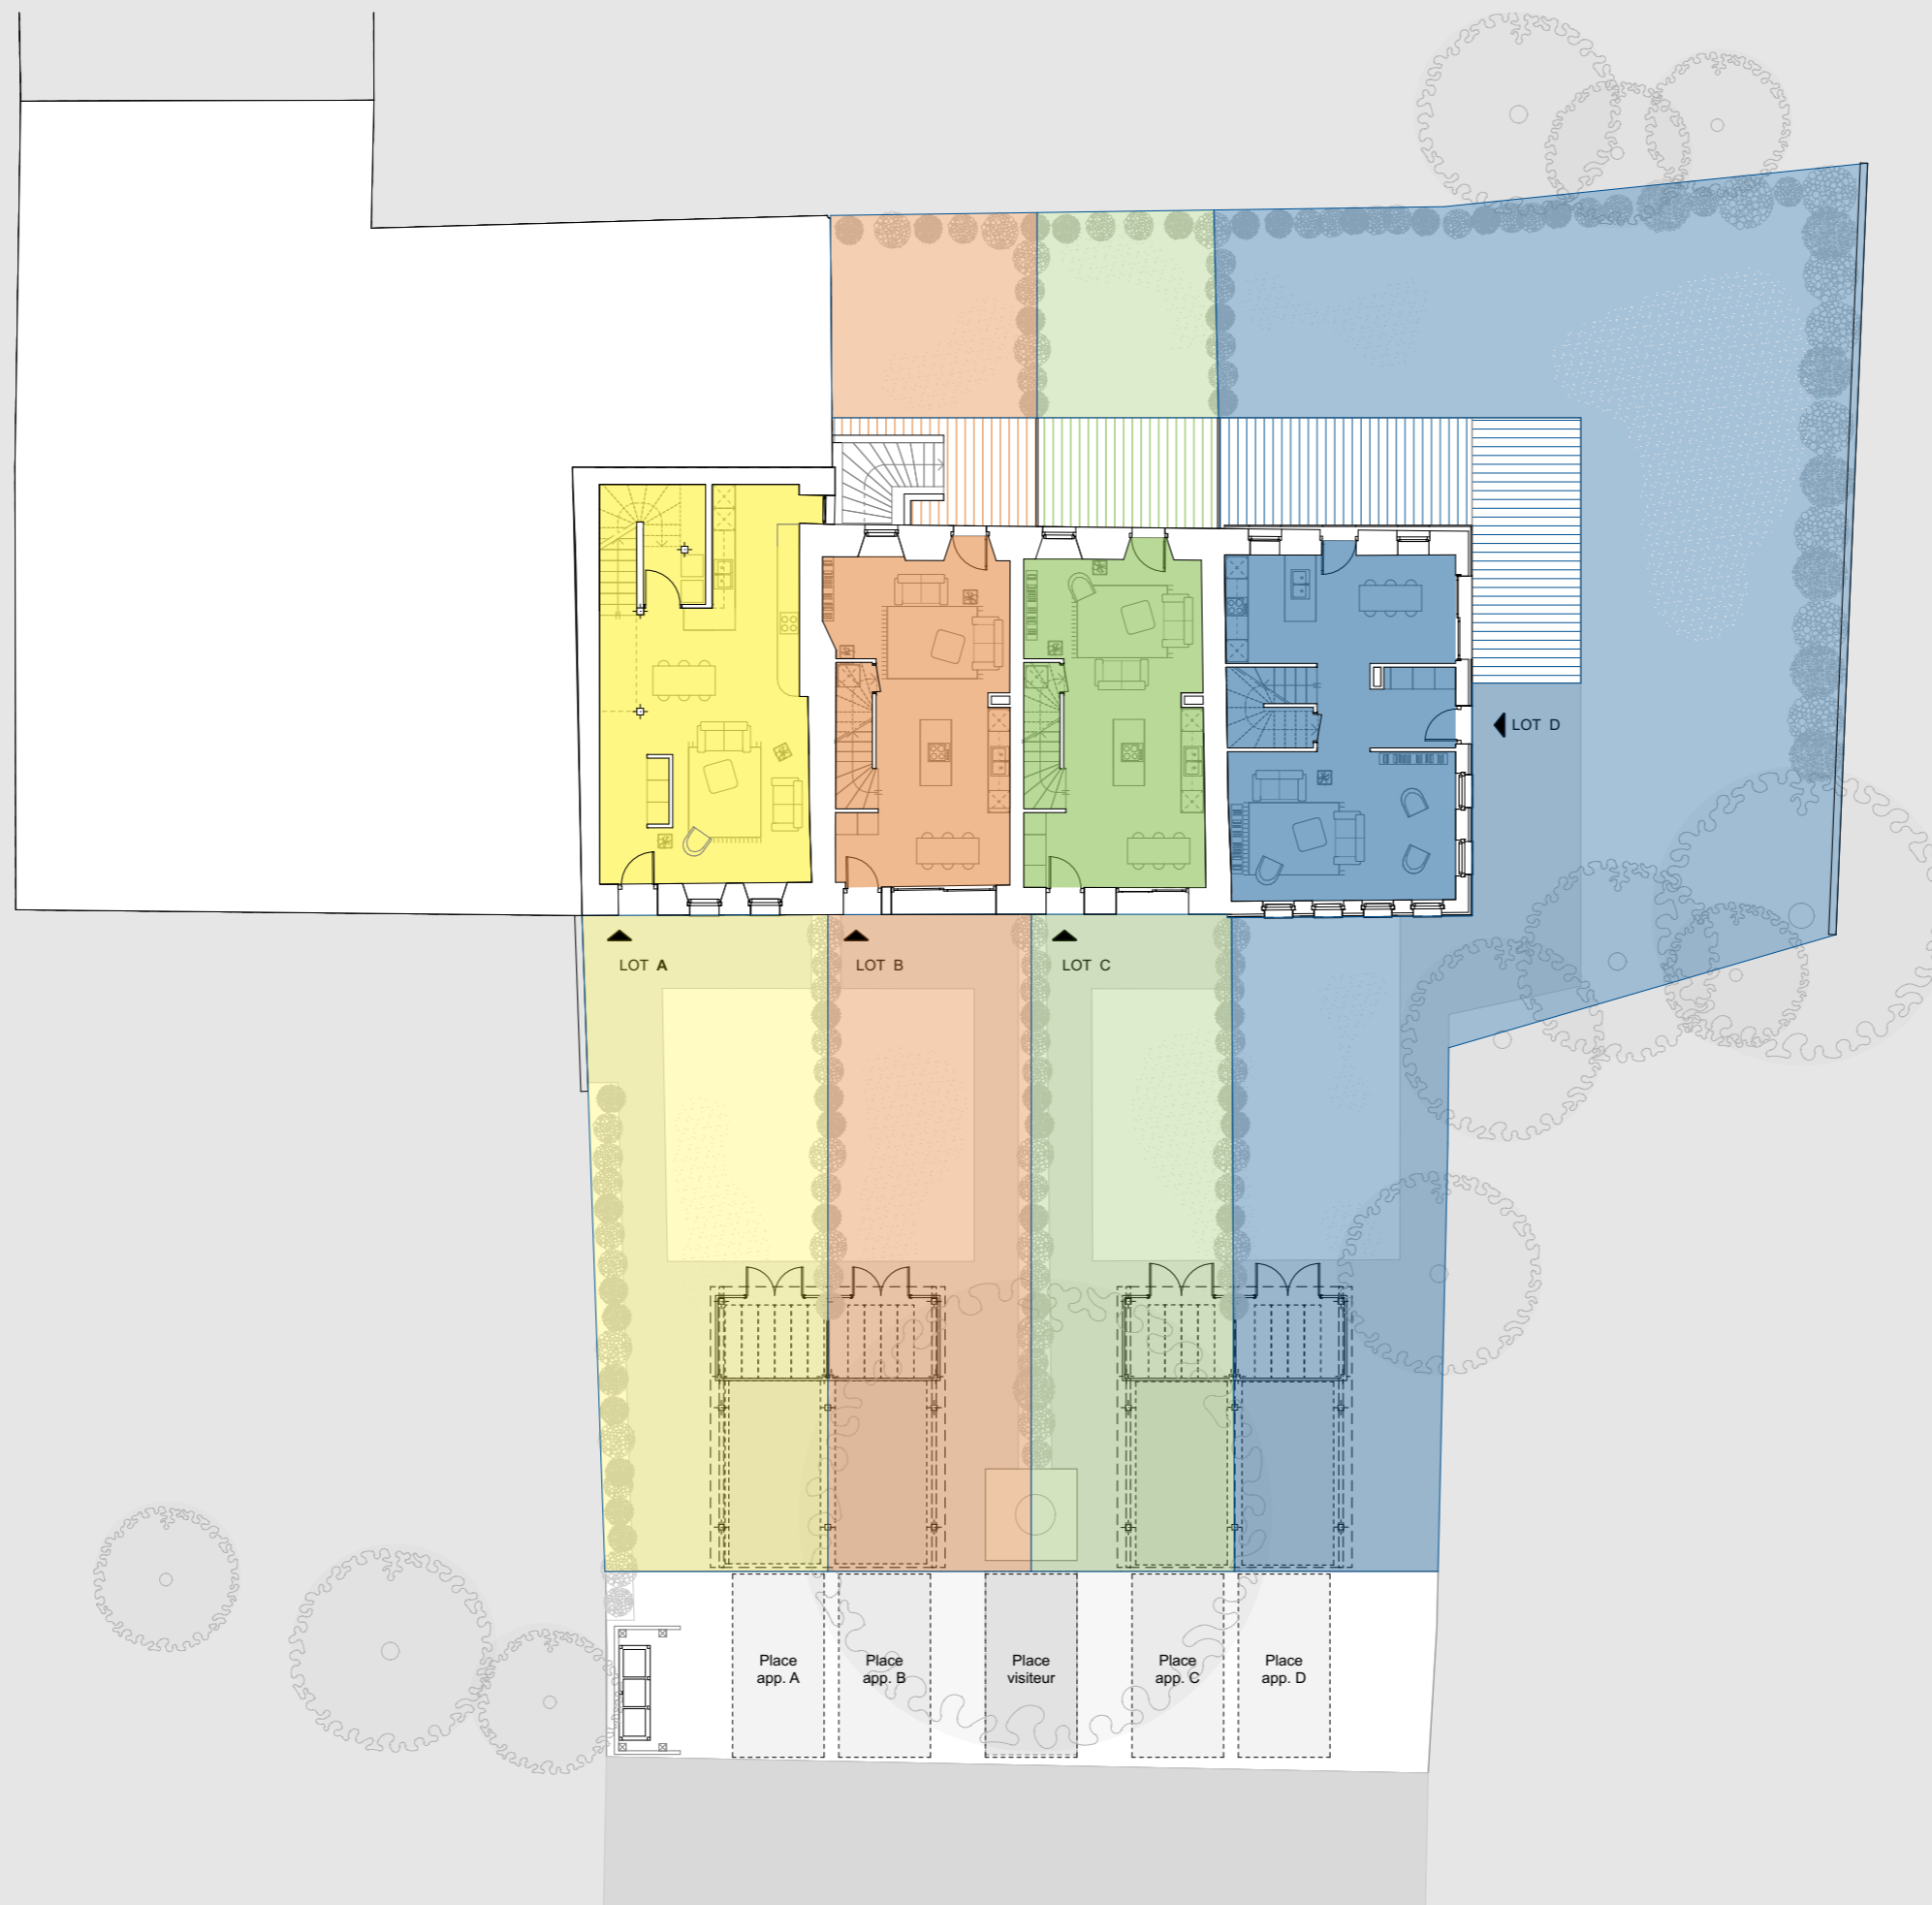 LOT D
LOT A
LOT B
LOT C
Place
app. A
Place
app. B
Place
visiteur
Place
app. C
Place
app. D